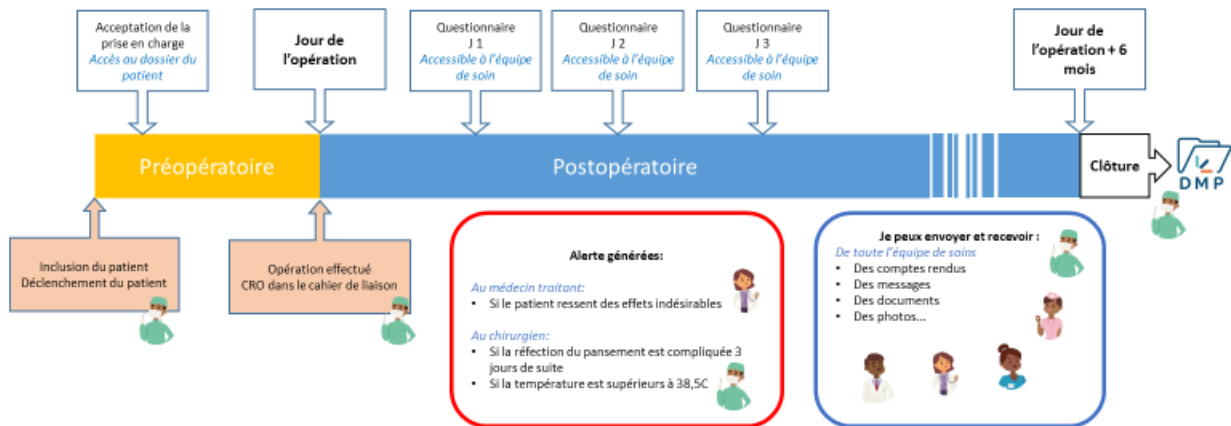 Acceptation de la
prise en charge
Accès au dossier du
patient
Jour de
l'opération
Questionnaire
J 1
Accessible à l'équipe
de soin
Questionnaire
J 2
Accessible à l'équipe
de soin
Questionnaire
J 3
Accessible à l'équipe
de soin
Jour de
l'opération + 6
mois
Préopératoire
Postopératoire
Clôture
DMP
Inclusion du patient
Déclenchement du patient
Opération effectué
CRO dans le cahier de liaison
Alerte générées:
Au médecin traitant:
▪ Si le patient ressent des effets indésirables
Au chirurgien:
▪ Si la réfection du pansement est compliquée 3
jours de suite
▪ Si la température est supérieurs à 38,5C
Je peux envoyer et recevoir :
De toute l'équipe de soins
▪ Des comptes rendus
▪ Des messages
▪ Des documents
▪ Des photos...